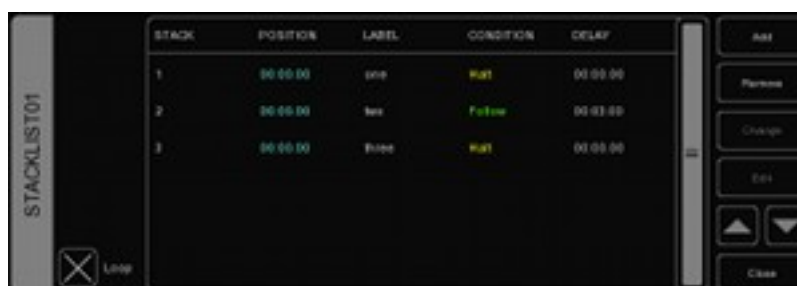 STACKLIST01
STACK POSITION LABEL CONDITION DELAY
1 00:00.00 one Halt 00:00.00
2 00:00.00 two Follow 00:03.00
3 00:00.00 three Halt 00:00.00
Loop
Add
Remove
Change
Edit
Close